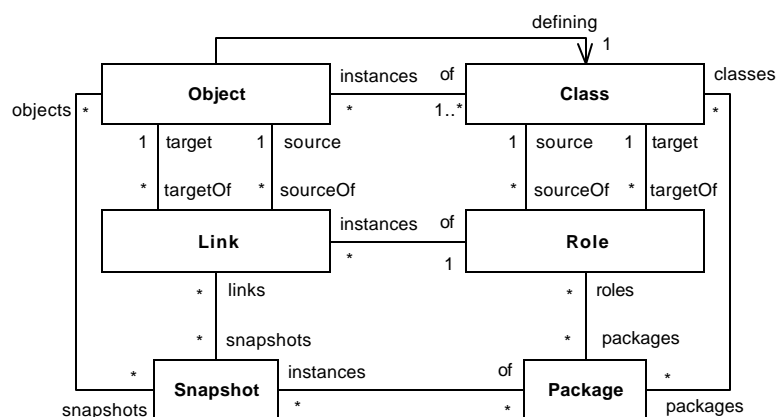 defining
1
instances of
classes
Object
Class
objects
*
*
1..*
*
1 target
1 source
1 source
1 target
* targetOf
* sourceOf
* sourceOf
* targetOf
instances of
Link
Role
*
1
* links
* roles
* snapshots
* packages
instances of
*
*
Snapshot
Package
snapshots
*
*
packages